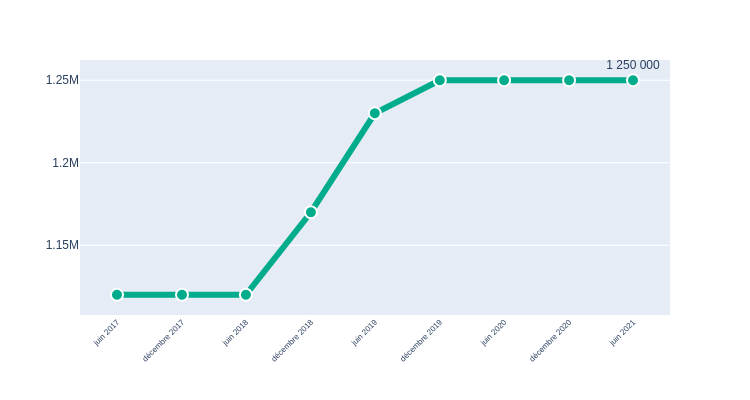 1 250 000
1.25M
1.2M
1.15M
juin 2017
décembre 2017
juin 2018
décembre 2018
juin 2019
décembre 2019
juin 2020
décembre 2020
juin 2021